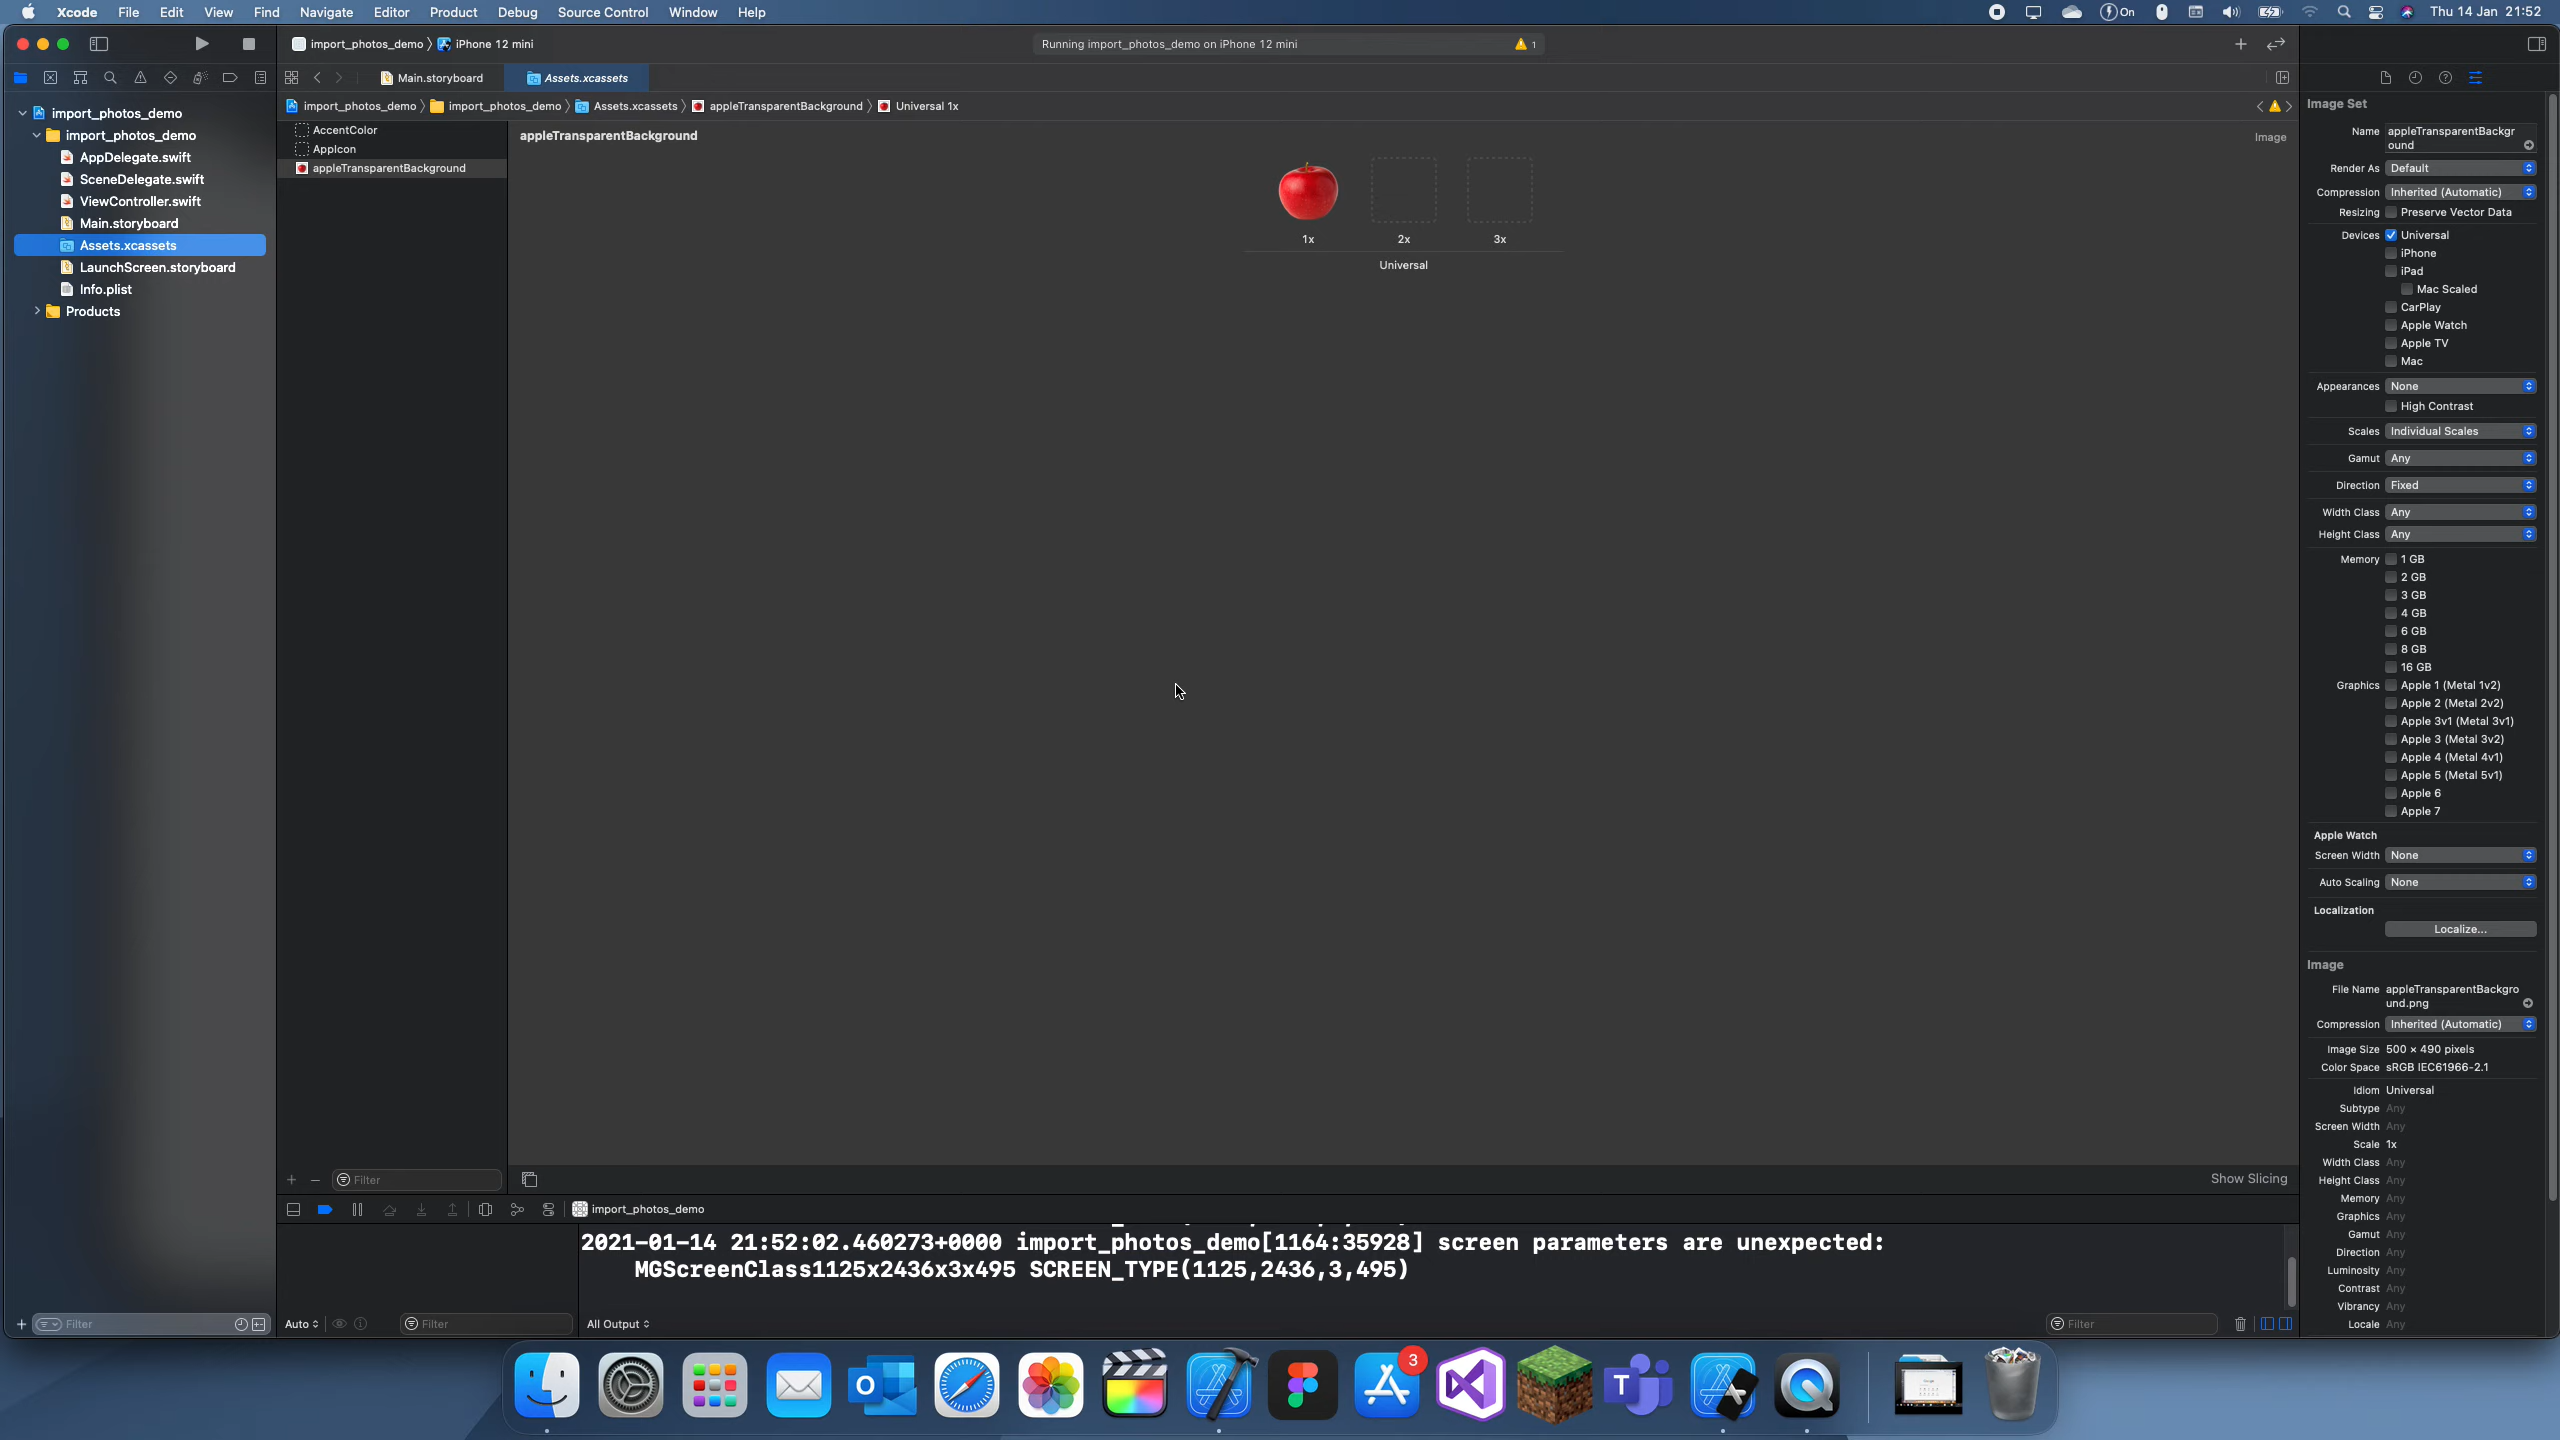 Xcode File Edit View Find Navigate Editor Product Debug Source Control Window Help
On
Thu 14 Jan 21:52
import_photos_demo iPhone 12 mini
Running import_photos_demo on iPhone 12 mini
1
Main.storyboard
Assets.xcassets
import_photos_demo import_photos_demo Assets.xcassets appleTransparentBackground Universal 1x
import_photos_demo
import_photos_demo
AppDelegate.swift
SceneDelegate.swift
ViewController.swift
Main.storyboard
Assets.xcassets
LaunchScreen.storyboard
Info.plist
Products
AccentColor
AppIcon
appleTransparentBackground
appleTransparentBackground
Image
1x
2x
3x
Universal
Image Set
Name appleTransparentBackgr
ound
Render As Default
Compression Inherited (Automatic)
Resizing Preserve Vector Data
Devices Universal
iPhone
iPad
Mac Scaled
CarPlay
Apple Watch
Apple TV
Mac
Appearances None
High Contrast
Scales Individual Scales
Gamut Any
Direction Fixed
Width Class Any
Height Class Any
Memory 1 GB
2 GB
3 GB
4 GB
6 GB
8 GB
16 GB
Graphics Apple 1 (Metal 1v2)
Apple 2 (Metal 2v2)
Apple 3v1 (Metal 3v1)
Apple 3 (Metal 3v2)
Apple 4 (Metal 4v1)
Apple 5 (Metal 5v1)
Apple 6
Apple 7
Apple Watch
Screen Width None
Auto Scaling None
Localization
Localize...
Image
File Name appleTransparentBackgro
und.png
Compression Inherited (Automatic)
Image Size 500 × 490 pixels
Color Space sRGB IEC61966-2.1
Idiom Universal
Subtype Any
Screen Width Any
Scale 1x
Width Class Any
Height Class Any
Memory Any
Graphics Any
Gamut Any
Direction Any
Luminosity Any
Contrast Any
Vibrancy Any
Locale Any
Filter
Show Slicing
import_photos_demo
2021-01-14 21:52:02.460273+0000 import_photos_demo[1164:35928] screen parameters are unexpected:
MGScreenClass1125x2436x3x495 SCREEN_TYPE(1125,2436,3,495)
Filter
Auto
Filter
All Output
Filter
3